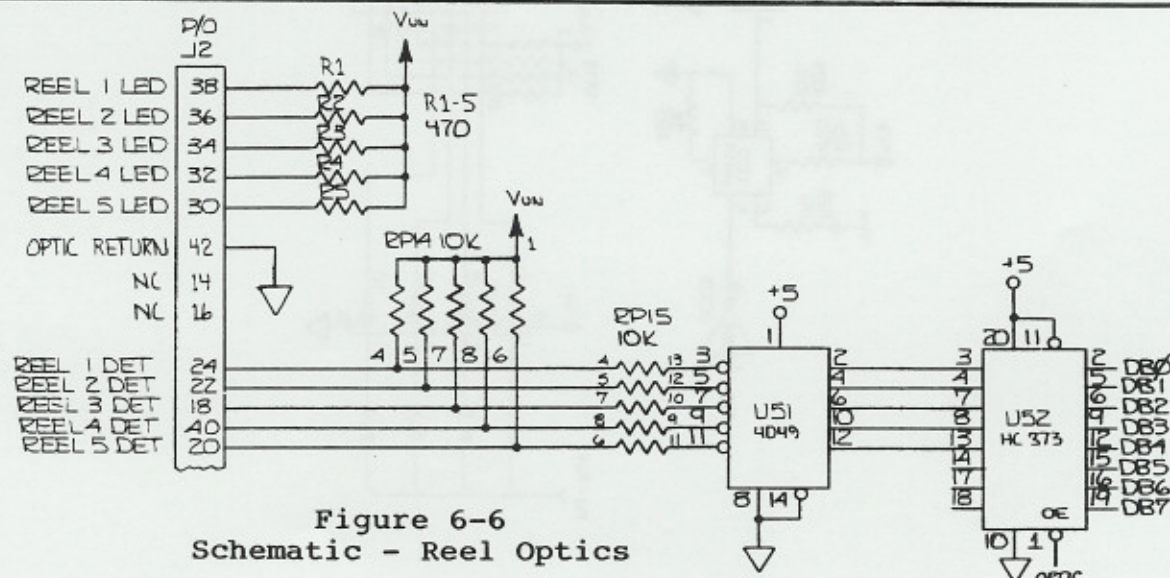 P/O
J2
VUN
REEL 1 LED 38 R1
REEL 2 LED 36 R2
REEL 3 LED 34 R3
REEL 4 LED 32 R4
REEL 5 LED 30 R5
R1-5
470
OPTIC RETURN 42
NC 14
NC 16
RP14 10K
VUN
1
4 5 7 8 6
REEL 1 DET 24
REEL 2 DET 22
REEL 3 DET 18
REEL 4 DET 40
REEL 5 DET 20
RP15
10K
4 13 3
5 12 5
7 10 7
8 9 9
6 11 11
+5
1
U51
4049
2
4
6
10
12
8 14
+5
20 11
3
4
7
8
13
14
17
18
U52
HC 373
OE
2 DB0
5 DB1
6 DB2
9 DB3
12 DB4
15 DB5
16 DB6
19 DB7
10 1
Figure 6-6
Schematic - Reel Optics